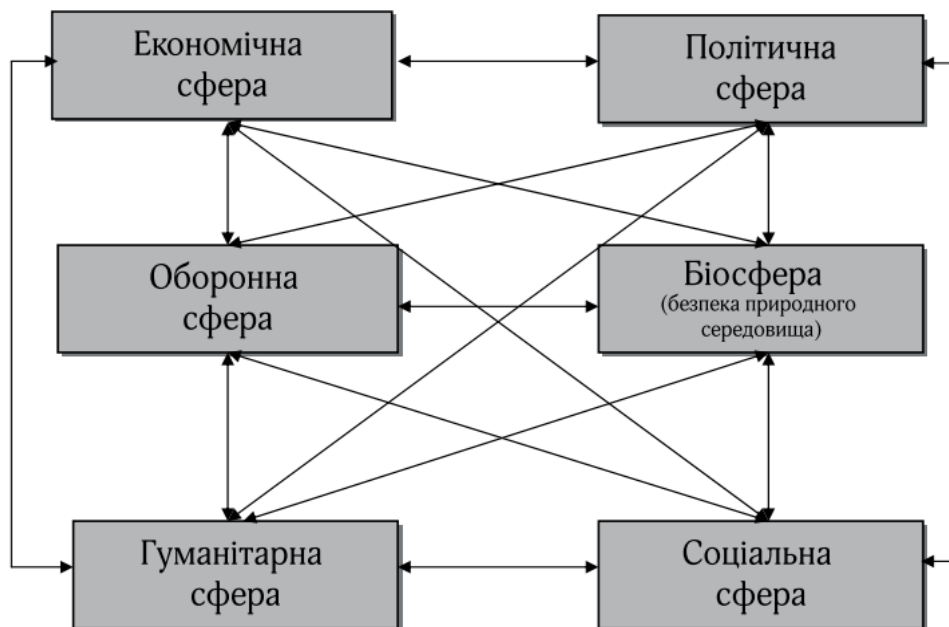 Економічна
сфера
Політична
сфера
Оборонна
сфера
Біосфера
(безпека природного
середовища)
Гуманітарна
сфера
Соціальна
сфера